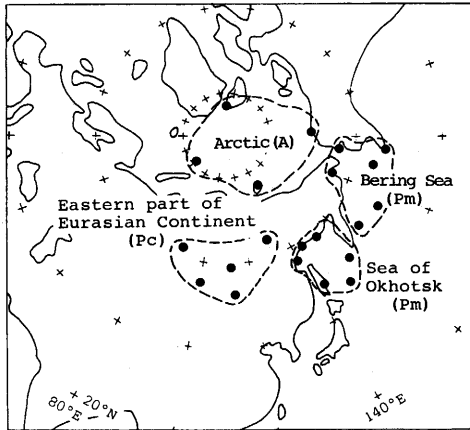 Arctic(A)
Bering Sea
(Pm)
Eastern part of
Eurasian Continent
(Pc)
Sea of
Okhotsk
(Pm)
80°E
20°N
140°E